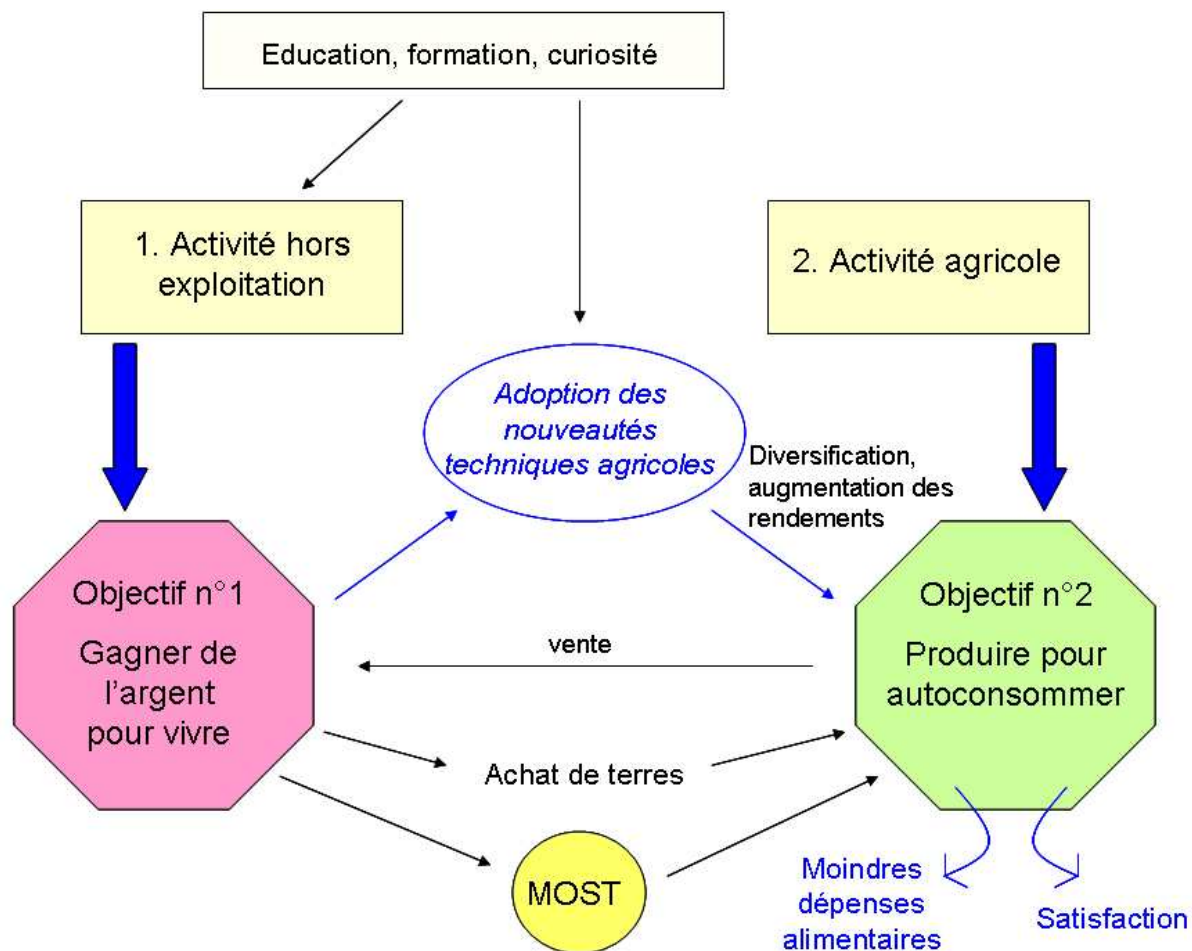 Education, formation, curiosité
1. Activité hors
exploitation
2. Activité agricole
Adoption des
nouveautés
techniques agricoles
Diversification,
augmentation des
rendements
Objectif n°1
Gagner de
l'argent
pour vivre
vente
Objectif n°2
Produire pour
autoconsommer
Achat de terres
MOST
Moindres
dépenses
alimentaires
Satisfaction